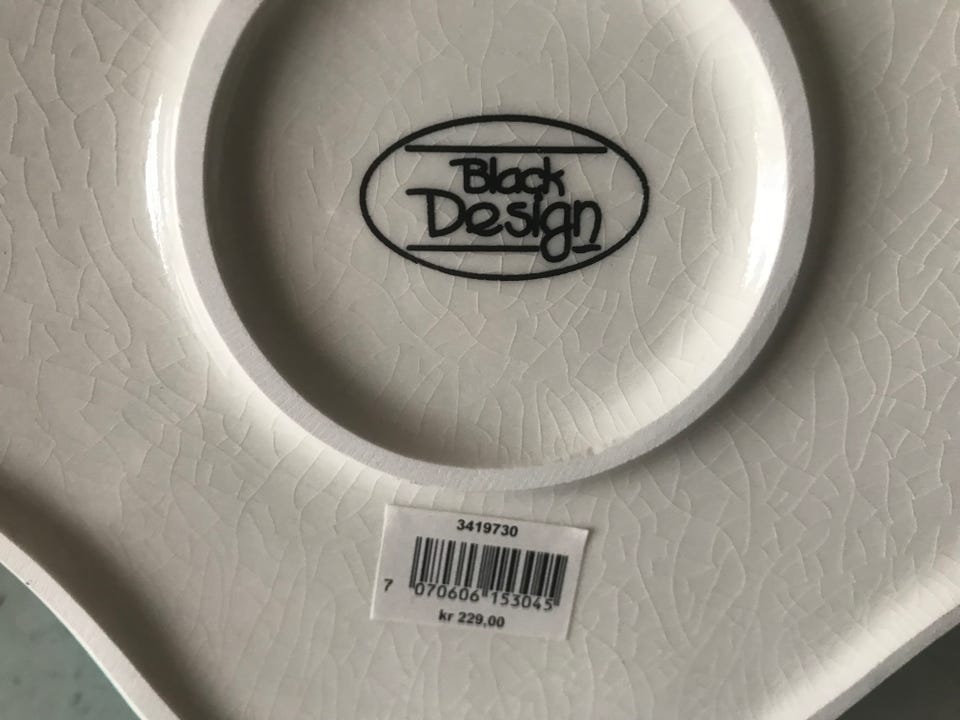 Black
Design
3419730
7 070606 153045
kr 229,00